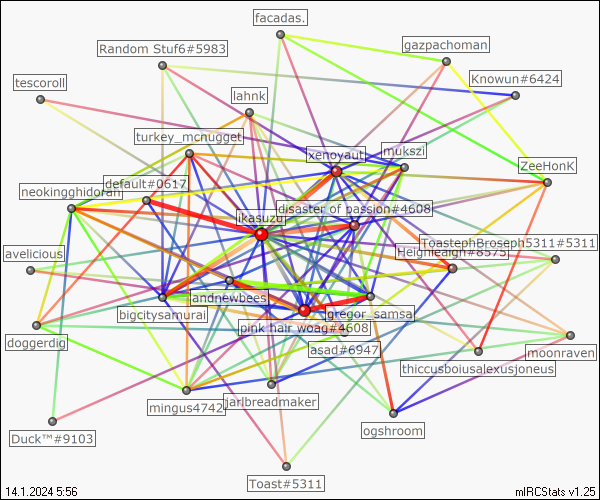 facadas.
gazpachoman
Random Stuf6#5983
Knowun#6424
tescoroll
lahnk
turkey_mcnugget
mukszi
xenoyaut
ZeeHonK
default#0617
neokingghidorah
disaster of passion#4608
ikasuzu
ToastephBroseph5311#5311
Heighleagh#8575
avelicious
landnewbees
bigcitysamurai
gregor_samsa
pink hair woag#4608
doggerdig
asad#6947
moonraven
thiccusboiusalexusjoneus
jarlbreadmaker
mingus4742
ogshroom
Duck™#9103
Toast#5311
14.1.2024 5:56
mIRCStats v1.25